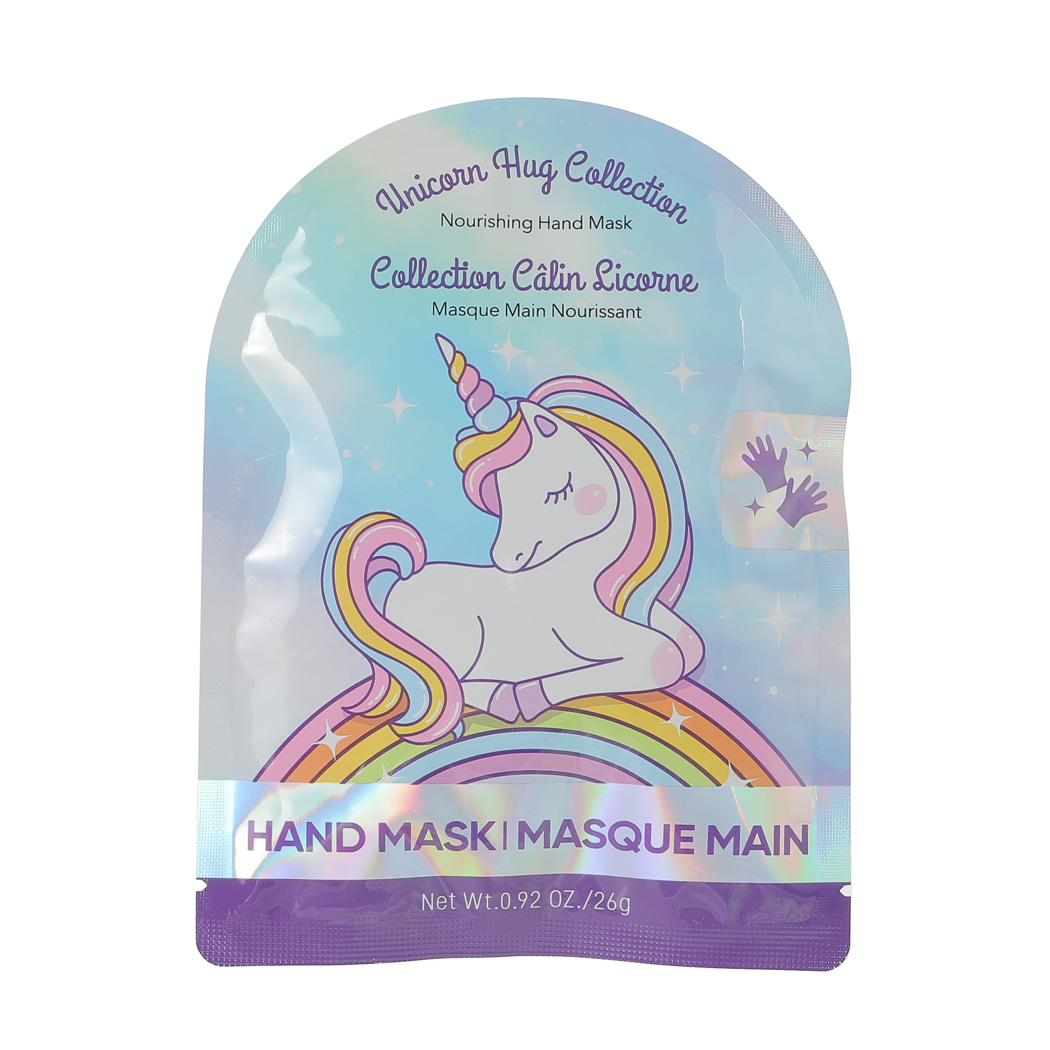 Unicorn Hug Collection
Nourishing Hand Mask
Collection Câlin Licorne
Masque Main Nourissant
HAND MASK|MASQUE MAIN
Net Wt.0.92 OZ./26g